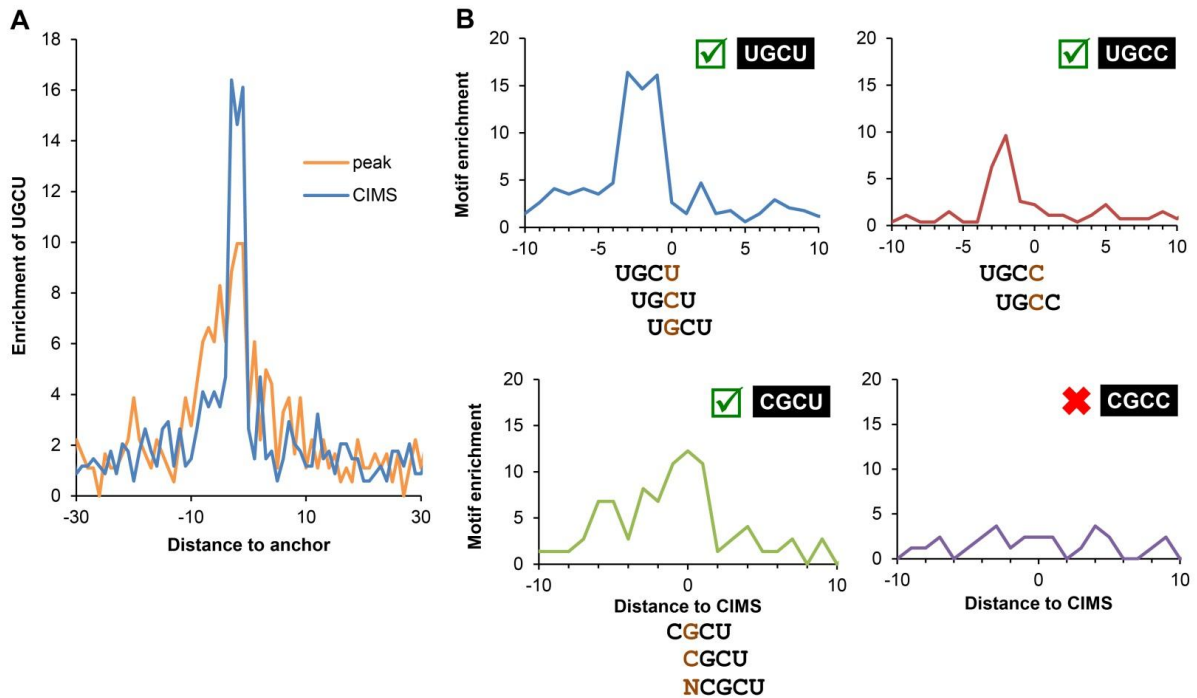 A
18
16
14
12
10
8
6
4
2
0
Enrichment of UGCU
peak
CIMS
-30
-10
10
30
Distance to anchor
B
20
15
10
5
0
Motif enrichment
UGCU
-10
-5
0
5
10
UGCU
UGCU
UGCU
20
15
10
5
0
UGCC
-10
-5
0
5
10
UGCC
UGCC
20
15
10
5
0
Motif enrichment
CGCU
-10
0
10
Distance to CIMS
CGCU
CGCU
NCGCU
20
15
10
5
0
CGCC
-10
0
10
Distance to CIMS